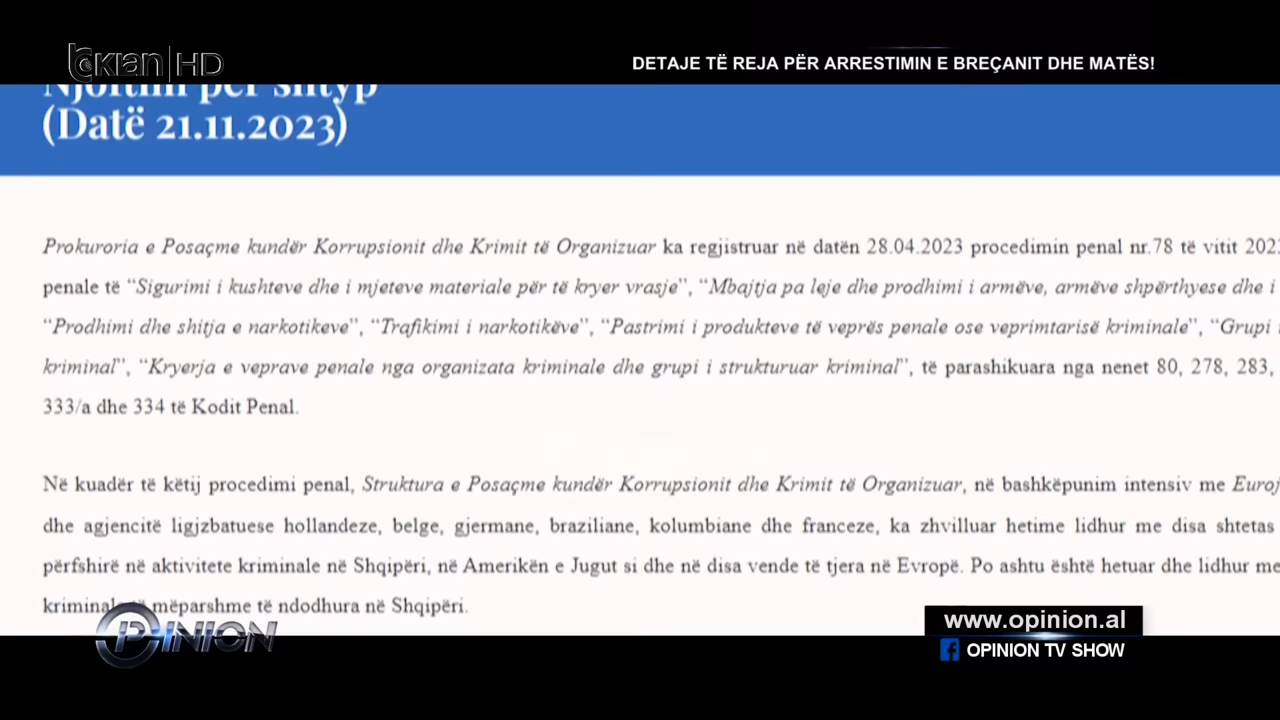 tvKlan HD
DETAJE TË REJA PËR ARRESTIMIN E BREÇANIT DHE MATËS!
Njoftim për shtyp
(Datë 21.11.2023)
Prokuroria e Posaçme kundër Korrupsionit dhe Krimit të Organizuar ka regjistruar në datën 28.04.2023 procedimin penal nr.78 të vitit
penale të “Sigurimi i kushteve dhe i mjeteve materiale për të kryer vrasje”, “Mbajtja pa leje dhe prodhimi i armëve, armëve shpërthyese dhe i
“Prodhimi dhe shitja e narkotikeve”, “Trafikimi i narkotikëve”, “Pastrimi i produkteve të veprës penale ose veprimtarisë kriminale”, “Grupi
kriminal”, “Kryerja e veprave penale nga organizata kriminale dhe grupi i strukturuar kriminal”, të parashikuara nga nenet 80, 278, 283,
333/a dhe 334 të Kodit Penal.
Në kuadër të këtij procedimi penal, Struktura e Posaçme kundër Korrupsionit dhe Krimit të Organizuar, në bashkëpunim intensiv me
dhe agjencitë ligjzbatuese hollandeze, belge, gjermane, braziliane, kolumbiane dhe franceze, ka zhvilluar hetime lidhur me disa shtetas
përfshirë në aktivitete kriminale në Shqipëri, në Amerikën e Jugut si dhe në disa vende të tjera në Evropë. Po ashtu është hetuar dhe lidhur me
mëparshme të ndodhura në Shqipëri.
OPINION
www.opinion.al
OPINION TV SHOW